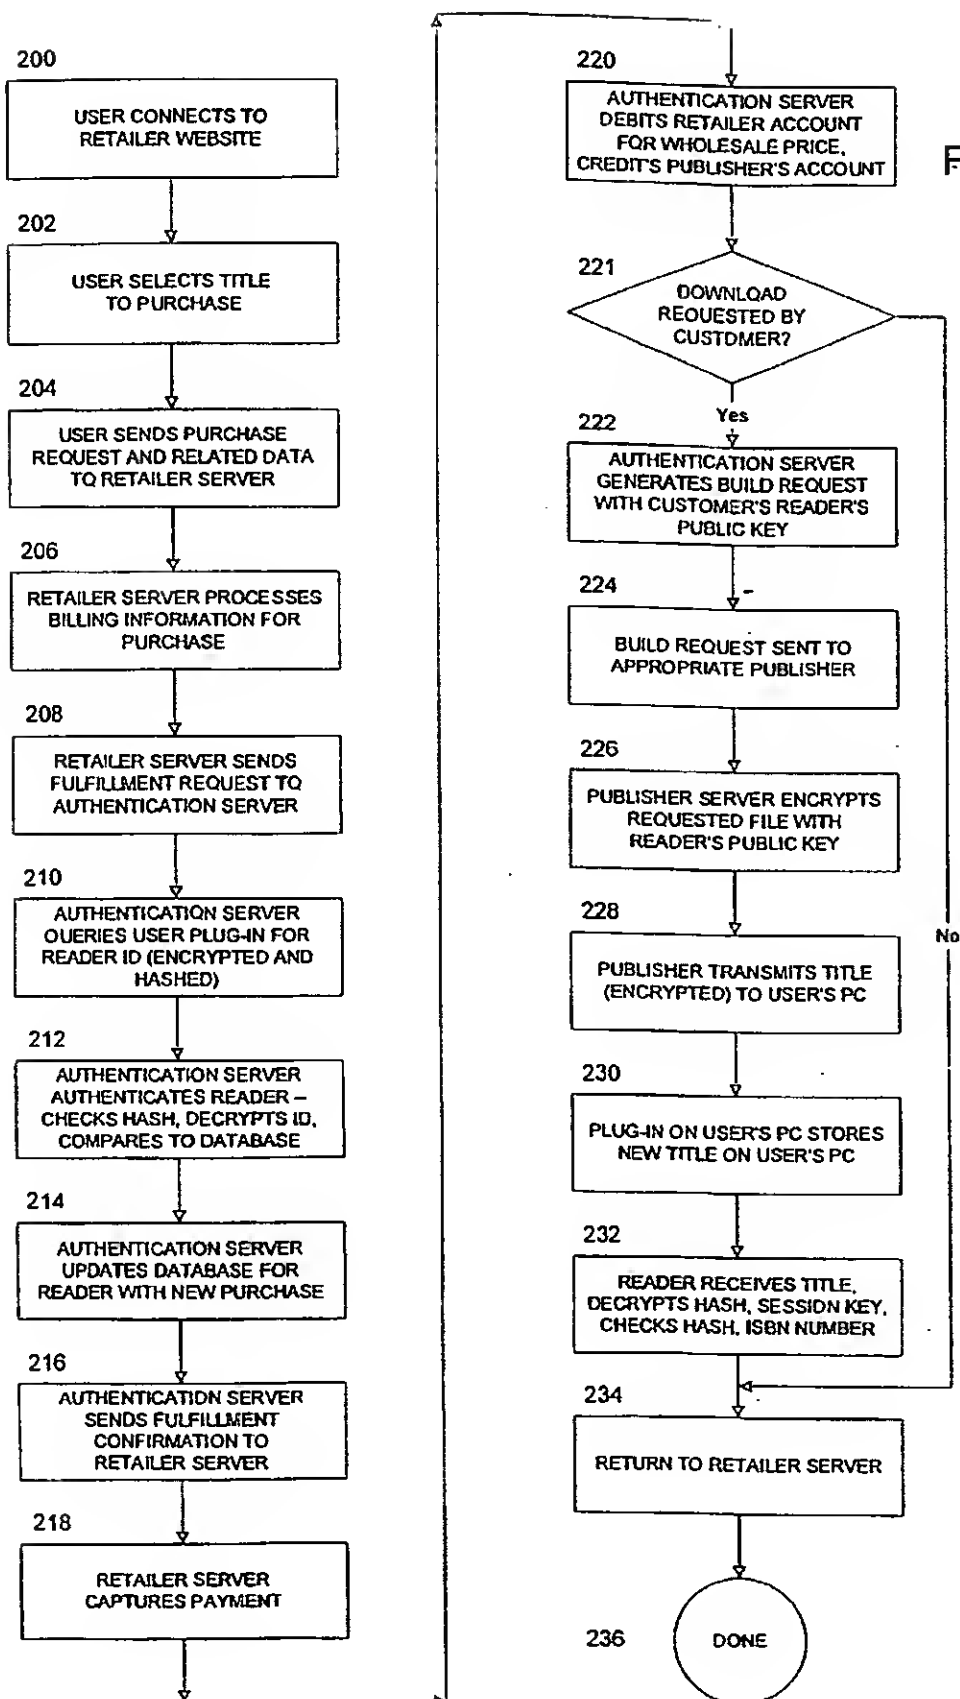 200
USER CONNECTS TO
RETAILER WEBSITE
202
USER SELECTS TITLE
TO PURCHASE
204
USER SENDS PURCHASE
REQUEST AND RELATED DATA
TO RETAILER SERVER
206
RETAILER SERVER PROCESSES
BILLING INFORMATION FOR
PURCHASE
208
RETAILER SERVER SENDS
FULFILLMENT REQUEST TO
AUTHENTICATION SERVER
210
AUTHENTICATION SERVER
QUERIES USER PLUG-IN FOR
READER ID (ENCRYPTED AND
HASHED)
212
AUTHENTICATION SERVER
AUTHENTICATES READER –
CHECKS HASH, DECRYPTS ID,
COMPARES TO DATABASE
214
AUTHENTICATION SERVER
UPDATES DATABASE FOR
READER WITH NEW PURCHASE
216
AUTHENTICATION SERVER
SENDS FULFILLMENT
CONFIRMATION TO
RETAILER SERVER
218
RETAILER SERVER
CAPTURES PAYMENT
220
AUTHENTICATION SERVER
DEBITS RETAILER ACCOUNT
FOR WHOLESALE PRICE,
CREDIT'S PUBLISHER'S ACCOUNT
F
221
DOWNLOAD
REQUESTED BY
CUSTOMER?
Yes
No
222
AUTHENTICATION SERVER
GENERATES BUILD REQUEST
WITH CUSTOMER'S READER'S
PUBLIC KEY
224
BUILD REQUEST SENT TO
APPROPRIATE PUBLISHER
226
PUBLISHER SERVER ENCRYPTS
REQUESTED FILE WITH
READER'S PUBLIC KEY
228
PUBLISHER TRANSMITS TITLE
(ENCRYPTED) TO USER'S PC
230
PLUG-IN ON USER'S PC STORES
NEW TITLE ON USER'S PC
232
READER RECEIVES TITLE,
DECRYPTS HASH, SESSION KEY,
CHECKS HASH, ISBN NUMBER
234
RETURN TO RETAILER SERVER
236
DONE